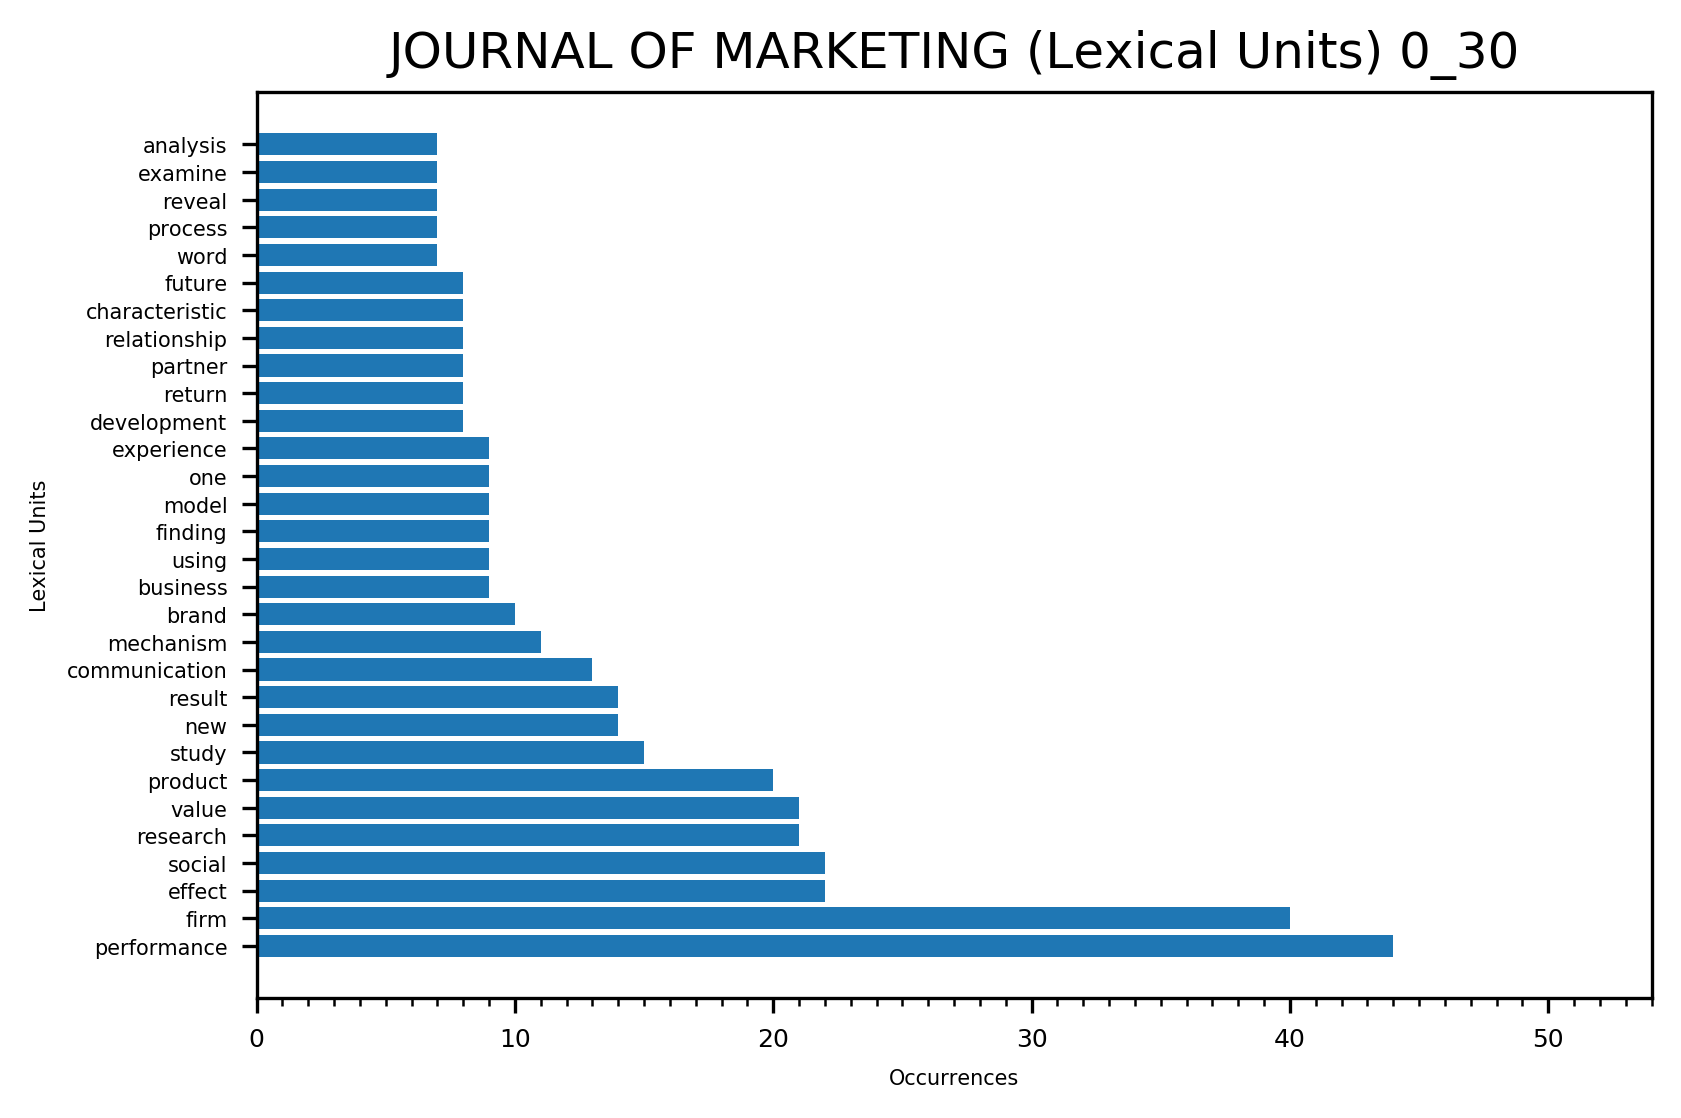 JOURNAL OF MARKETING (Lexical Units) 0_30
analysis
examine
reveal
process
word
future
characteristic
relationship
partner
return
development
experience
one
model
finding
using
business
brand
mechanism
communication
result
new
study
product
value
research
social
effect
firm
performance
Lexical Units
0 10 20 30 40 50
Occurrences